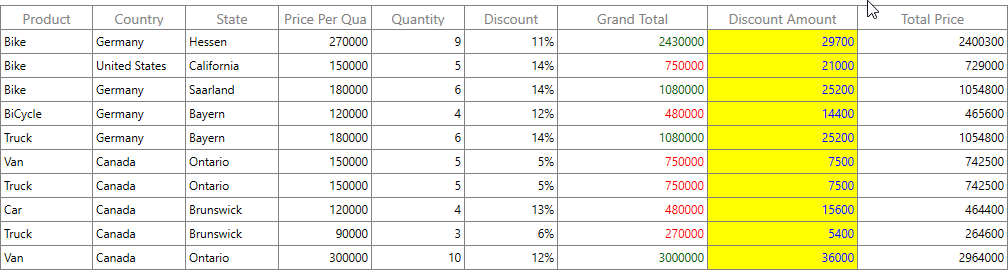 Product Country State Price Per Qua Quantity Discount Grand Total Discount Amount Total Price
Bike Germany Hessen 270000 9 11% 2430000 29700 2400300
Bike United States California 150000 5 14% 750000 21000 729000
Bike Germany Saarland 180000 6 14% 1080000 25200 1054800
BiCycle Germany Bayern 120000 4 12% 480000 14400 465600
Truck Germany Bayern 180000 6 14% 1080000 25200 1054800
Van Canada Ontario 150000 5 5% 750000 7500 742500
Truck Canada Ontario 150000 5 5% 750000 7500 742500
Car Canada Brunswick 120000 4 13% 480000 15600 464400
Truck Canada Brunswick 90000 3 6% 270000 5400 264600
Van Canada Ontario 300000 10 12% 3000000 36000 2964000